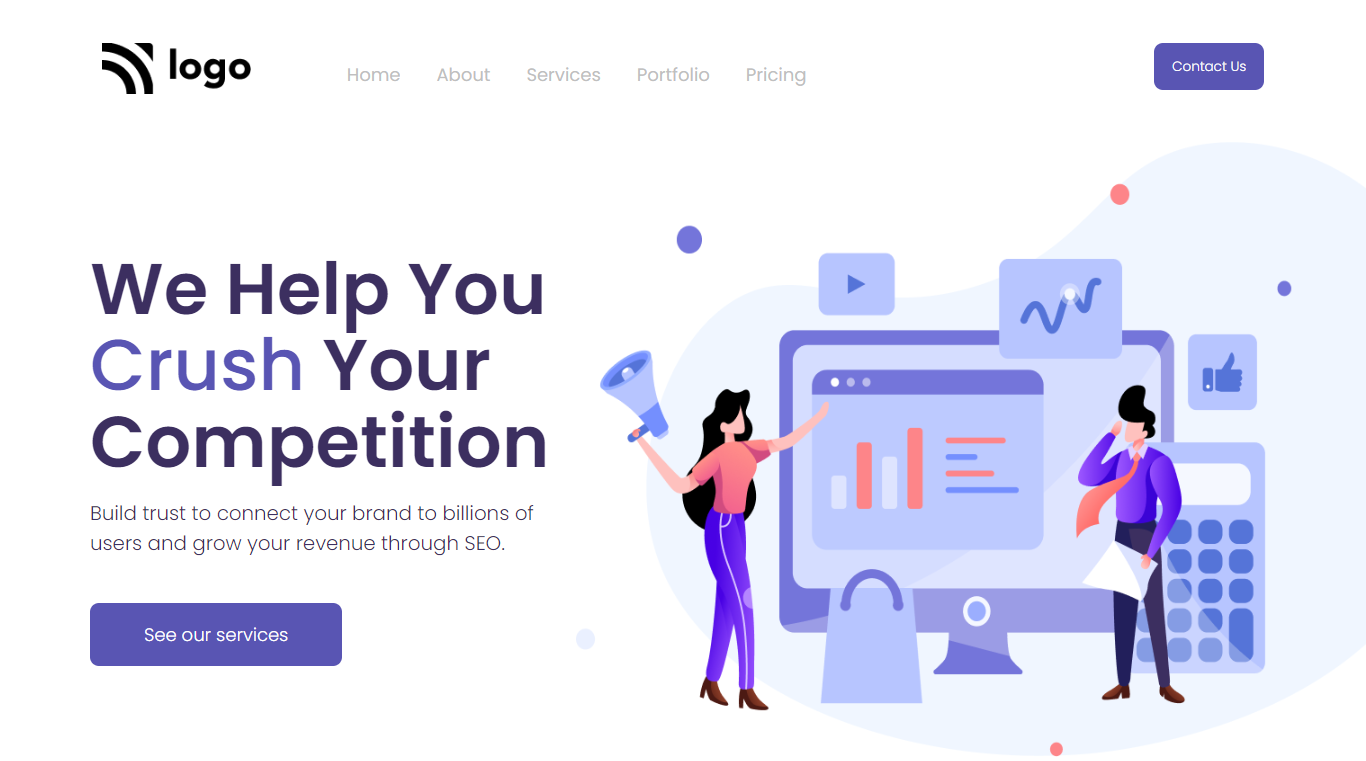 logo
Home About Services Portfolio Pricing
Contact Us
We Help You
Crush Your
Competition
Build trust to connect your brand to billions of
users and grow your revenue through SEO.
See our services